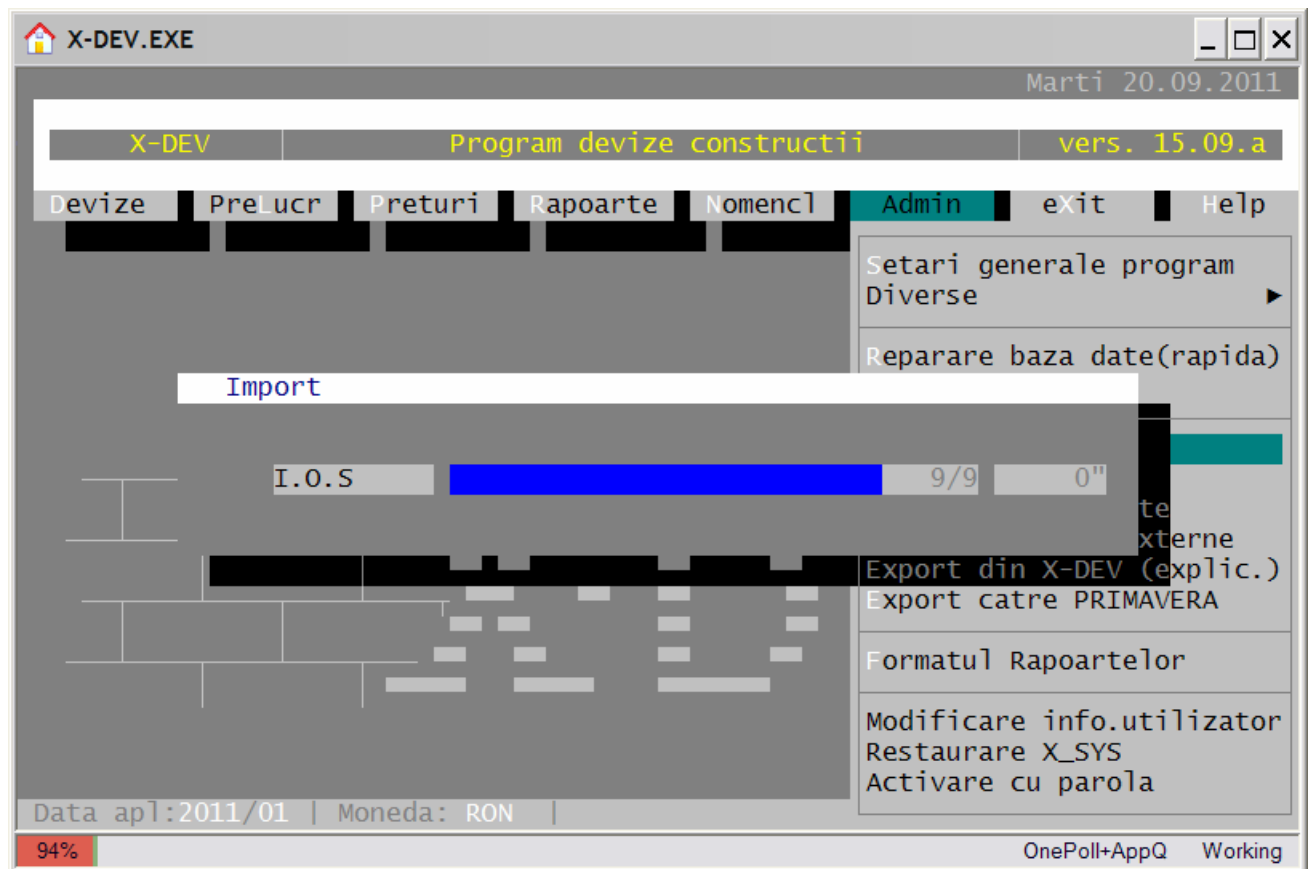 X-DEV.EXE
Marti 20.09.2011
X-DEV Program devize constructii vers. 15.09.a
Devize PreLucr Preturi Rapoarte Nomencl Admin eXit Help
Setari generale program
Diverse ►
Reparare baza date(rapida)
Import
I.O.S 9/9 0"
te
xterne
Export din X-DEV (explic.)
Export catre PRIMAVERA
Formatul Rapoartelor
Modificare info.utilizator
Restaurare X_SYS
Activare cu parola
Data apl:2011/01 | Moneda: RON |
94% OnePoll+AppQ Working